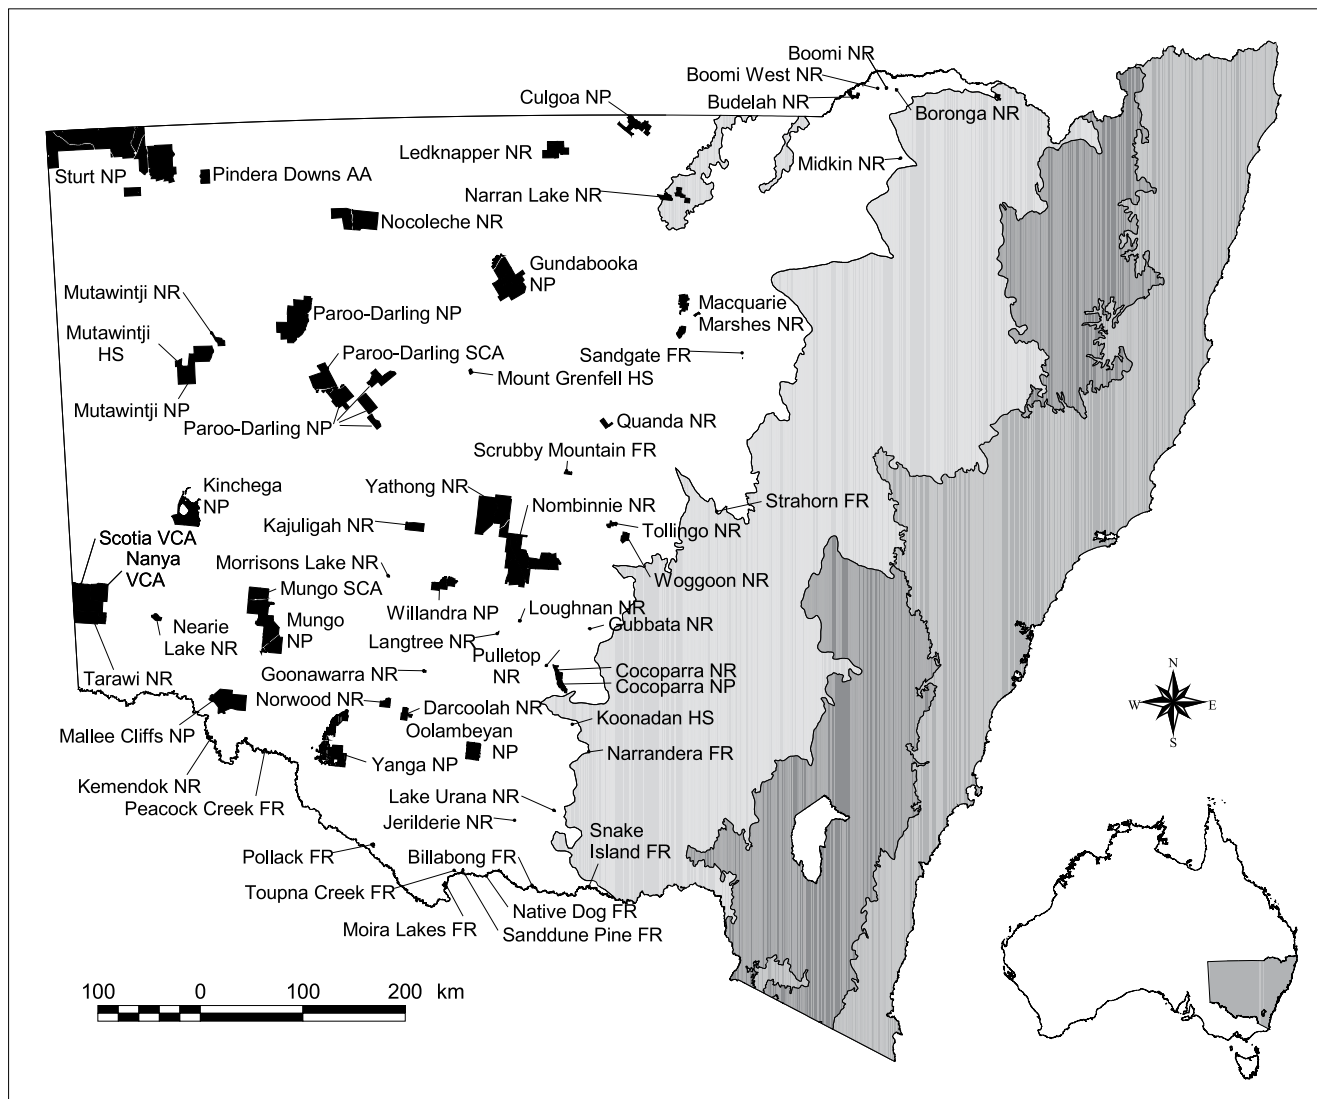 Boomi NR
Boomi West NR
Culgoa NP
Budelah NR
Boronga NR
Ledknapper NR
Midkin NR
Sturt NP
Pindera Downs AA
Narran Lake NR
Nocoleche NR
Gundabooka
NP
Mutawintji NR
Paroo-Darling NP
Macquarie
Marshes NR
Mutawintji
HS
Paroo-Darling SCA
Sandgate FR
Mount Grenfell HS
Mutawintji NP
Paroo-Darling NP
Quanda NR
Scrubby Mountain FR
Kinchega
NP
Yathong NR
Nombinnie NR
Strahorn FR
Kajuligah NR
Tollingo NR
Scotia VCA
Nanya
VCA
Morrisons Lake NR
Woggoon NR
Mungo SCA
Willandra NP
Loughnan NR
Nearie
Lake NR
Mungo
NP
Langtree NR
Gubbata NR
Pulletop
NR
Tarawi NR
Goonawarra NR
Cocoparra NR
Cocoparra NP
Norwood NR
Darcoolah NR
Koonadan HS
Mallee Cliffs NP
Oolambeyan
NP
Narrandera FR
Yanga NP
Kemendok NR
Peacock Creek FR
Lake Urana NR
Jerilderie NR
Snake
Island FR
Pollack FR
Billabong FR
Toupna Creek FR
Native Dog FR
Moira Lakes FR
Sanddune Pine FR
N
W
E
S
100 0 100 200 km